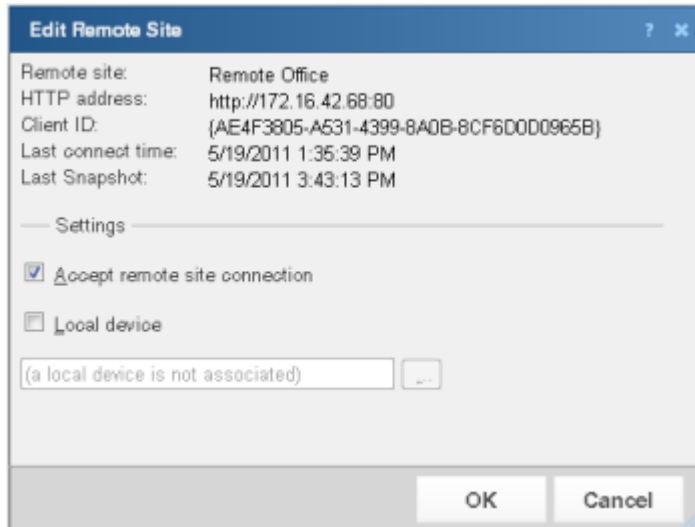 Edit Remote Site ? ×
Remote site: Remote Office
HTTP address: http://172.16.42.68:80
Client ID: {AE4F3805-A531-4399-8A0B-8CF6D0D0965B}
Last connect time: 5/19/2011 1:35:39 PM
Last Snapshot: 5/19/2011 3:43:13 PM
Settings
Accept remote site connection
Local device
(a local device is not associated) ...
OK Cancel